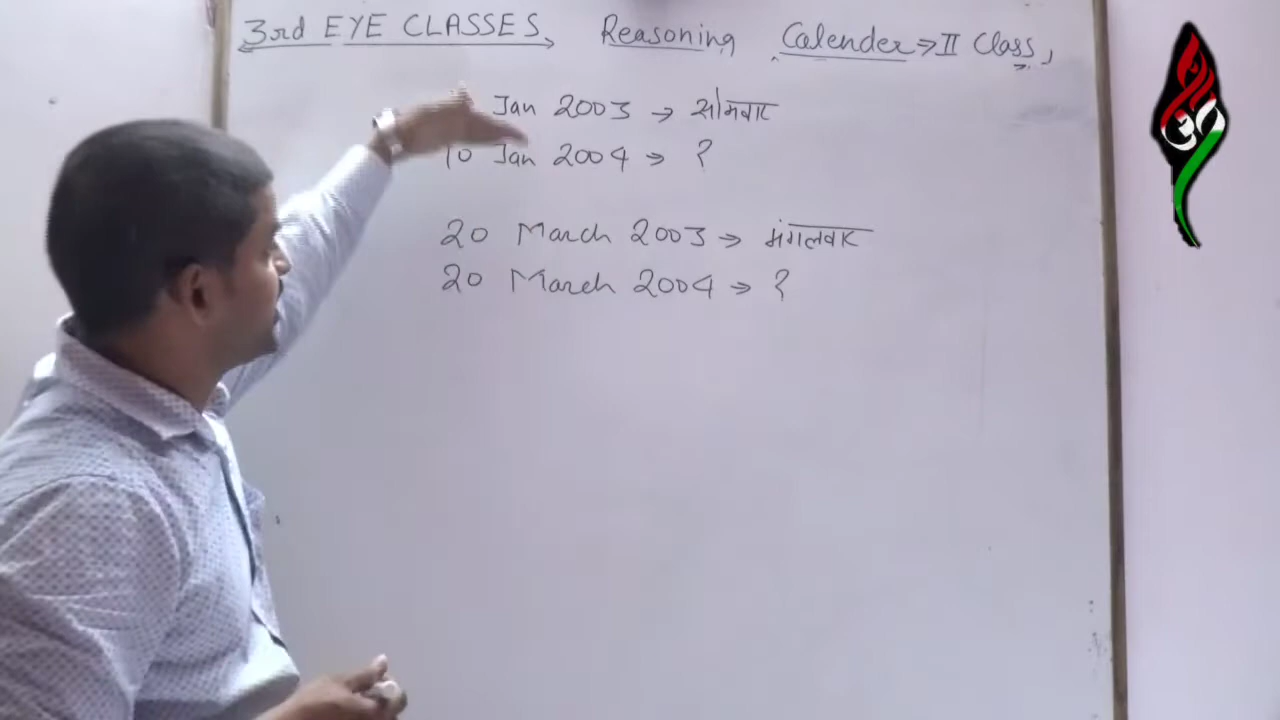 3rd EYE CLASSES, Reasoning Calender → II Class,
Jan 2003 → सोमवार
10 Jan 2004 → ?
20 March 2003 → मंगलवार
20 March 2004 → ?